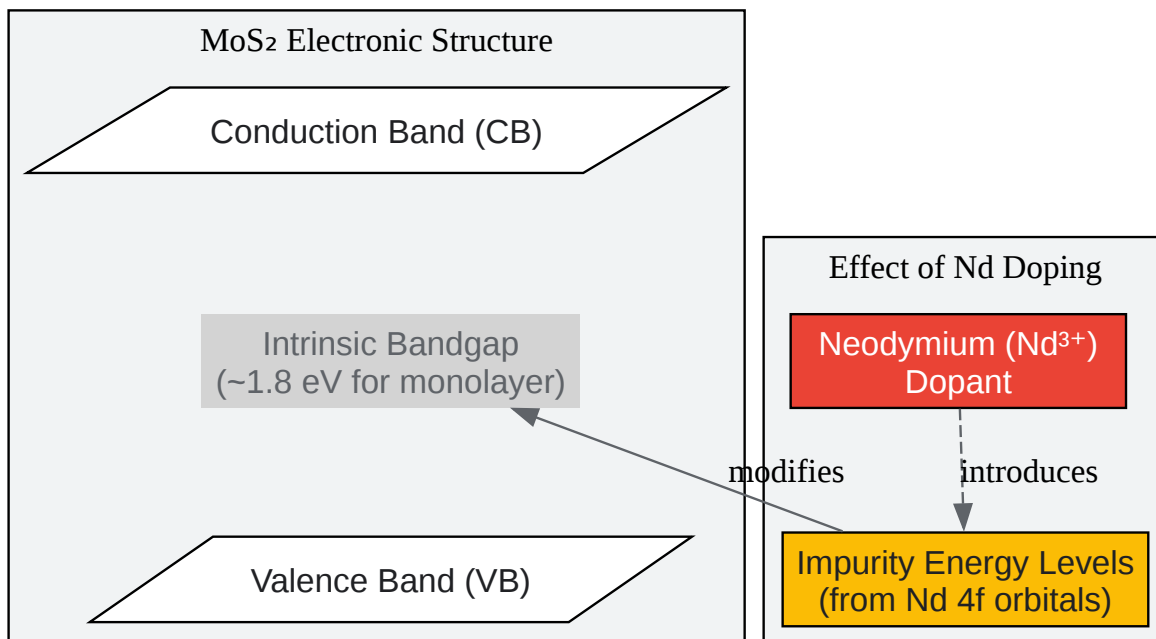 MoS₂ Electronic Structure
Conduction Band (CB)
Intrinsic Bandgap
(~1.8 eV for monolayer)
Valence Band (VB)
Effect of Nd Doping
Neodymium (Nd³⁺)
Dopant
modifies
introduces
Impurity Energy Levels
(from Nd 4f orbitals)